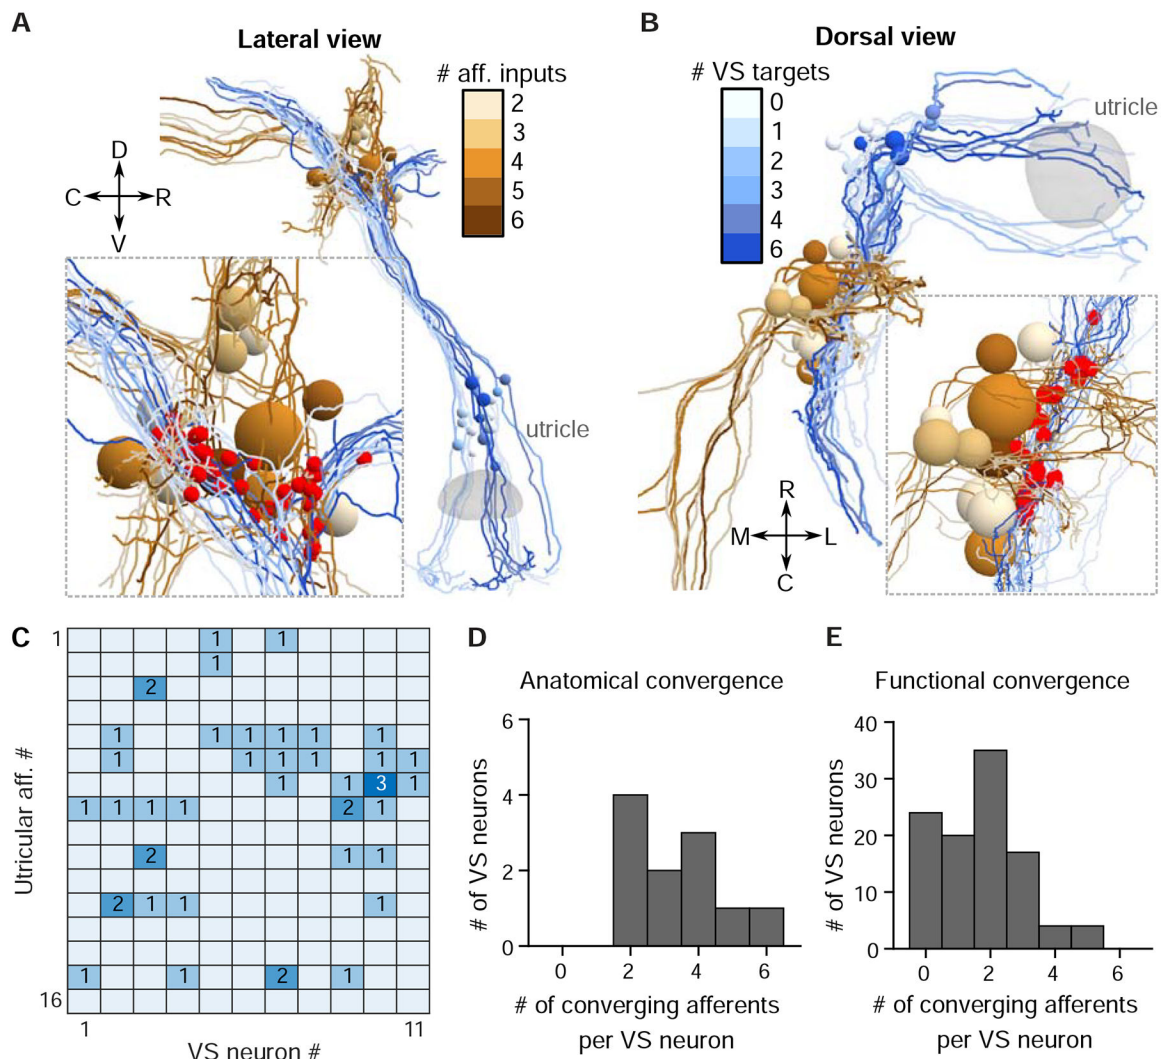 A
Lateral view
# aff. inputs
2
3
4
5
6
D
C R
V
utricle
B
Dorsal view
# VS targets
0
1
2
3
4
6
utricle
R
M L
C
C
Utricular aff. #
1
1 1
1
2
1 1 1 1 1 1
1 1 1 1 1 1
1 1 3 1
1 1 1 1 2 1
2 1 1
2 1 1 1
1 1 2 1
16
1 11
VS neuron #
D
Anatomical convergence
# of VS neurons
6
4
2
0
0 2 4 6
# of converging afferents
per VS neuron
E
Functional convergence
# of VS neurons
40
30
20
10
0
0 2 4 6
# of converging afferents
per VS neuron